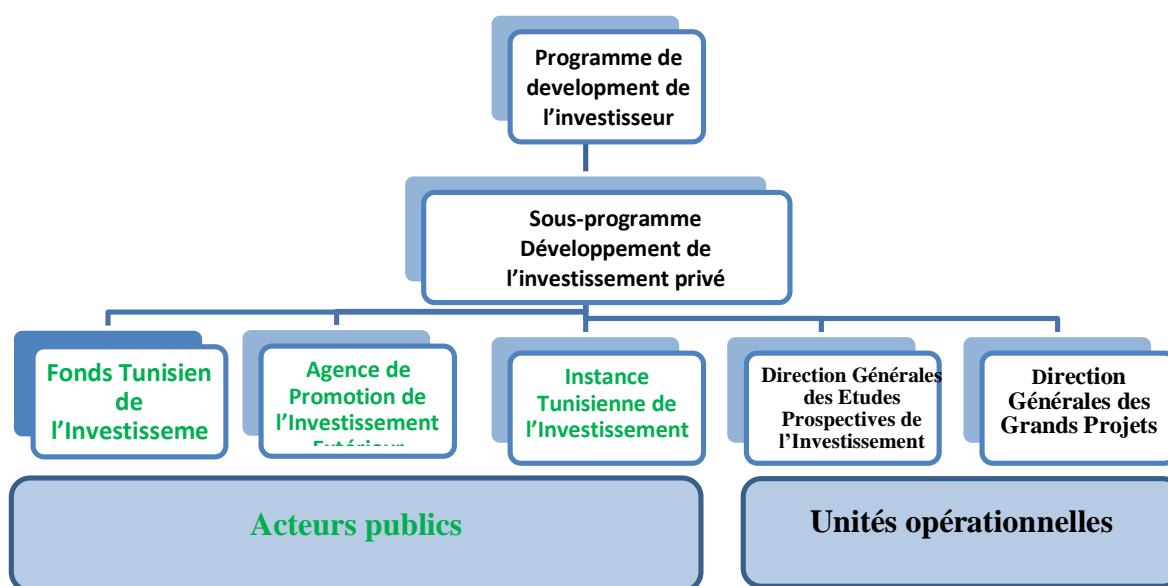 Programme de
development de
l'investisseur
Sous-programme
Développement de
l'investissement privé
Fonds Tunisien
de
l'Investisseme
Agence de
Promotion de
l'Investissement
Extérieur
Instance
Tunisienne de
l'Investissement
Direction Générales
des Etudes
Prospectives de
l'Investissement
Direction
Générales des
Grands Projets
Acteurs publics
Unités opérationnelles